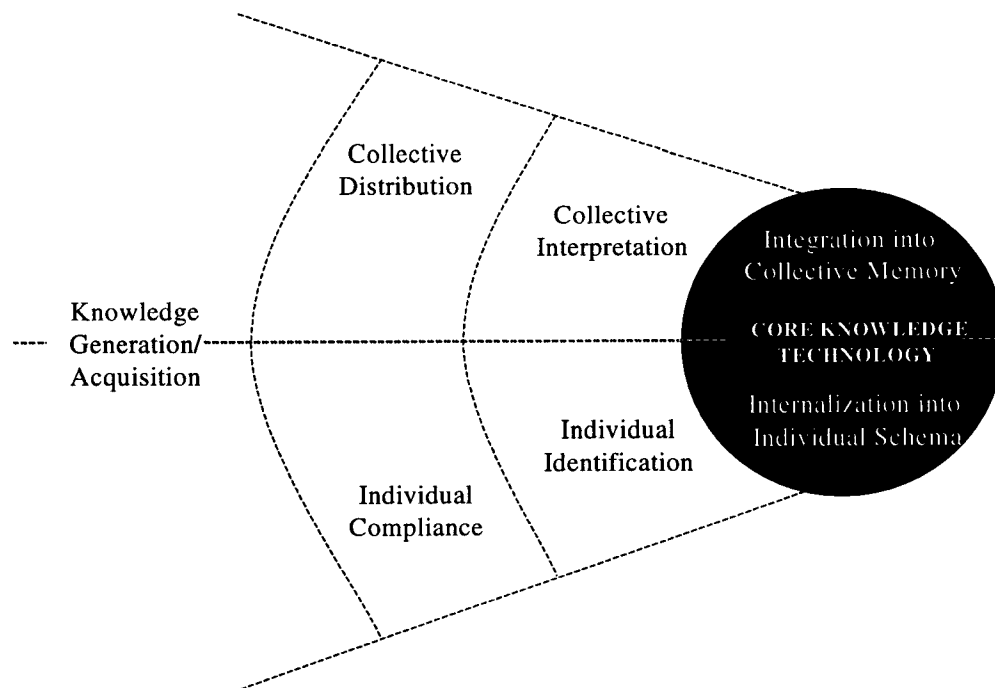 Collective
Distribution
Collective
Interpretation
Integration into
Collective Memory
Knowledge
Generation/
Acquisition
CORE KNOWLEDGE
TECHNOLOGY
Internalization into
Individual Schema
Individual
Identification
Individual
Compliance